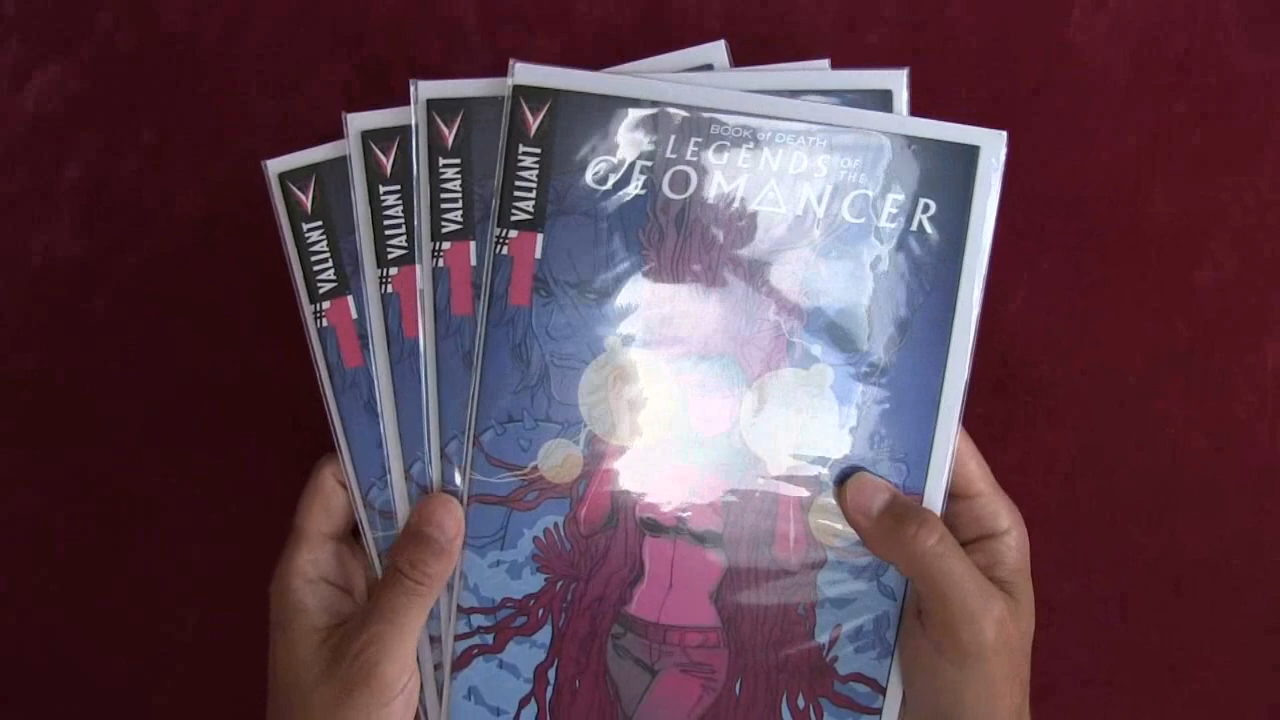 VALIANT
#1
VALIANT
#1
VALIANT
#1
VALIANT
#1
BOOK of DEATH
LEGENDS OF THE
GEOMANCER